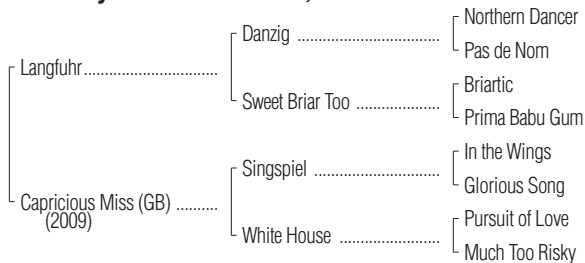 Northern Dancer
Danzig ..................................
Pas de Nom
Langfuhr................................
Briartic
Sweet Briar Too ....................
Prima Babu Gum
In the Wings
Singspiel ..............................
Glorious Song
Capricious Miss (GB) ..........
(2009)
Pursuit of Love
White House ........................
Much Too Risky